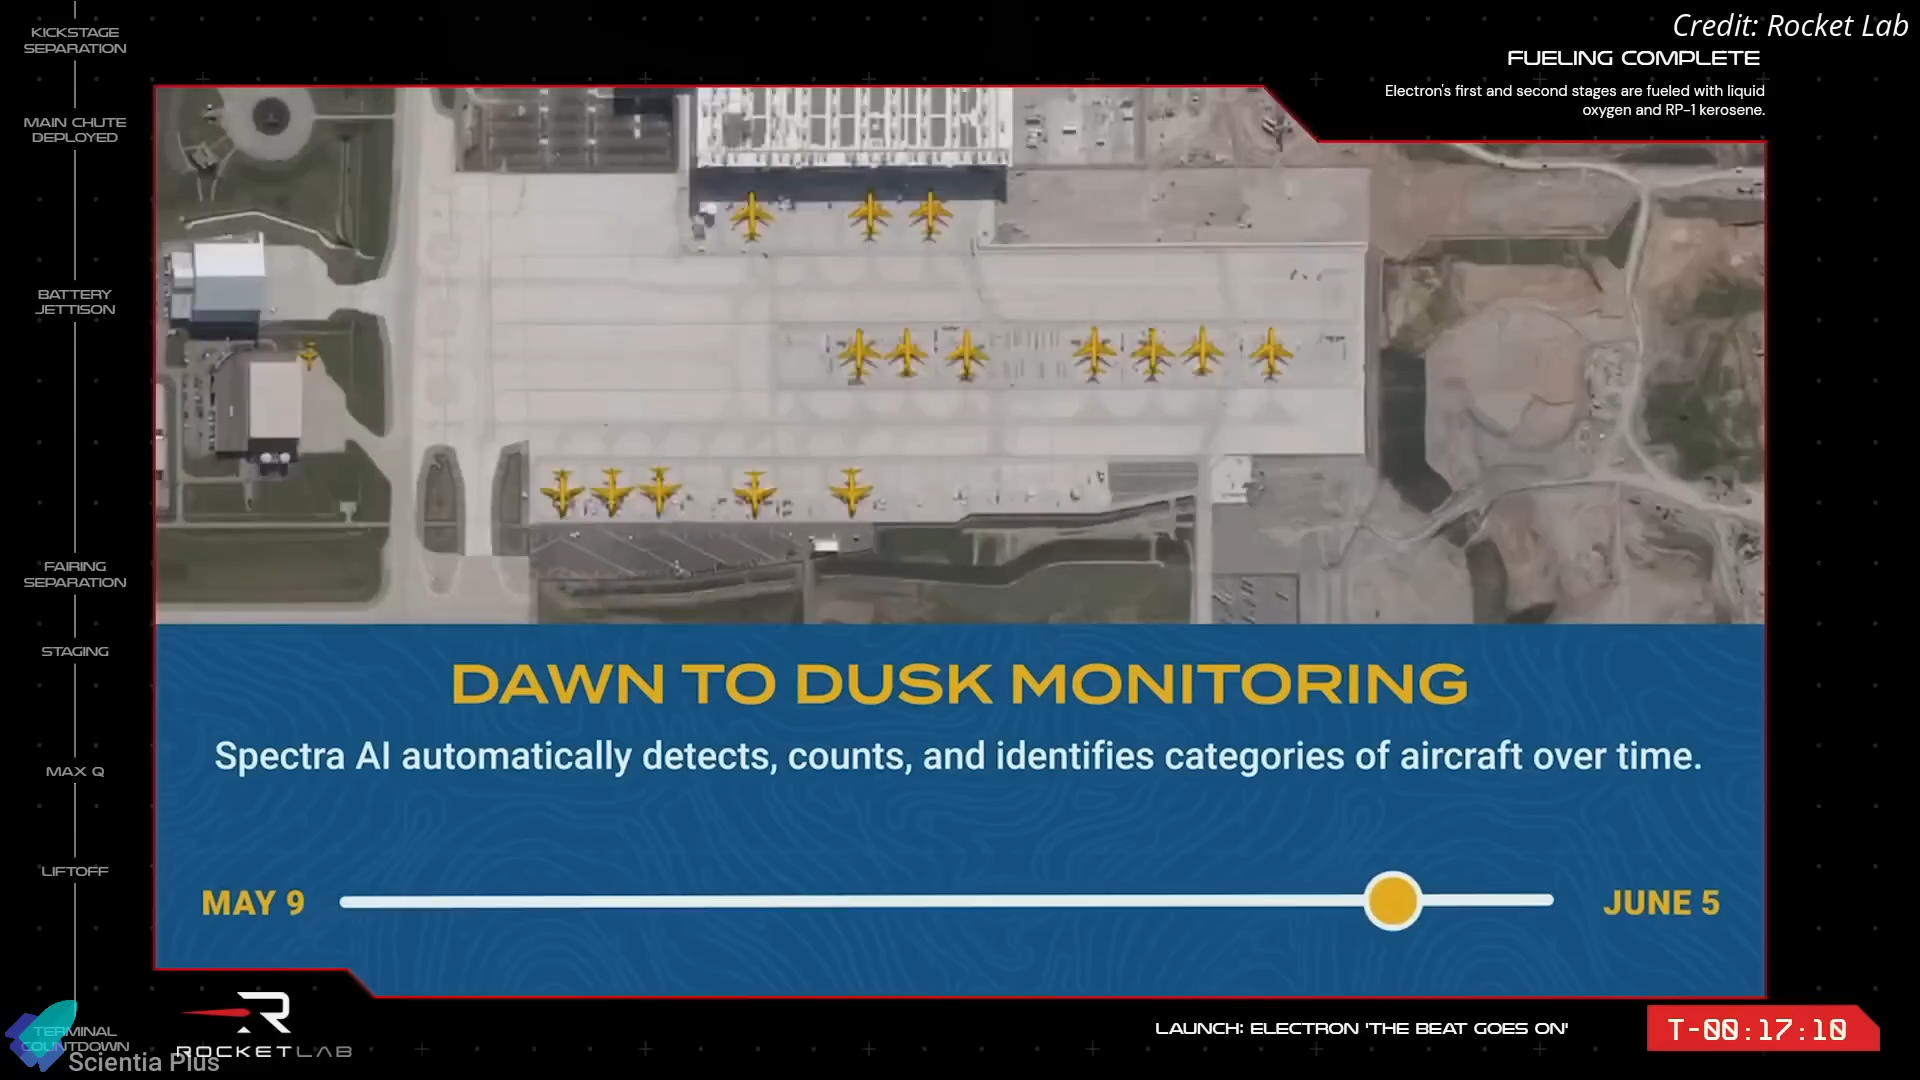 Credit: Rocket Lab
FUELING COMPLETE
Electron's first and second stages are fueled with liquid
oxygen and RP-1 kerosene.
KICKSTAGE
SEPARATION
MAIN CHUTE
DEPLOYED
BATTERY
JETTISON
FAIRING
SEPARATION
STAGING
MAX Q
LIFTOFF
TERMINAL
COUNTDOWN
DAWN TO DUSK MONITORING
Spectra AI automatically detects, counts, and identifies categories of aircraft over time.
MAY 9
JUNE 5
ROCKETLAB
Scientia Plus
LAUNCH: ELECTRON 'THE BEAT GOES ON'
T-00:17:10